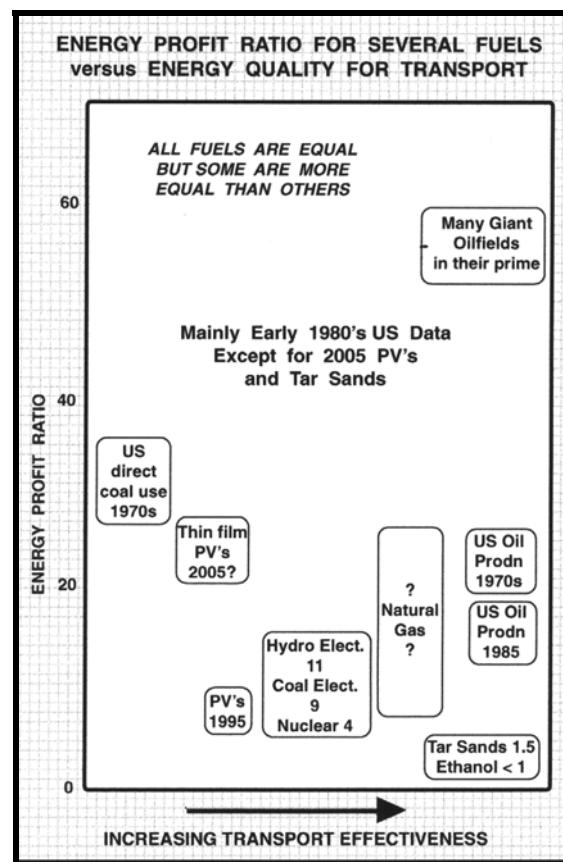 ENERGY PROFIT RATIO FOR SEVERAL FUELS
versus ENERGY QUALITY FOR TRANSPORT
ALL FUELS ARE EQUAL
BUT SOME ARE MORE
EQUAL THAN OTHERS
60
Many Giant
Oilfields
in their prime
Mainly Early 1980's US Data
Except for 2005 PV's
and Tar Sands
40
ENERGY PROFIT RATIO
US
direct
coal use
1970s
Thin film
PV's
2005?
20
?
Natural
Gas
?
US Oil
Prodn
1970s
US Oil
Prodn
1985
Hydro Elect.
11
Coal Elect.
9
Nuclear 4
PV's
1995
Tar Sands 1.5
Ethanol < 1
0
INCREASING TRANSPORT EFFECTIVENESS